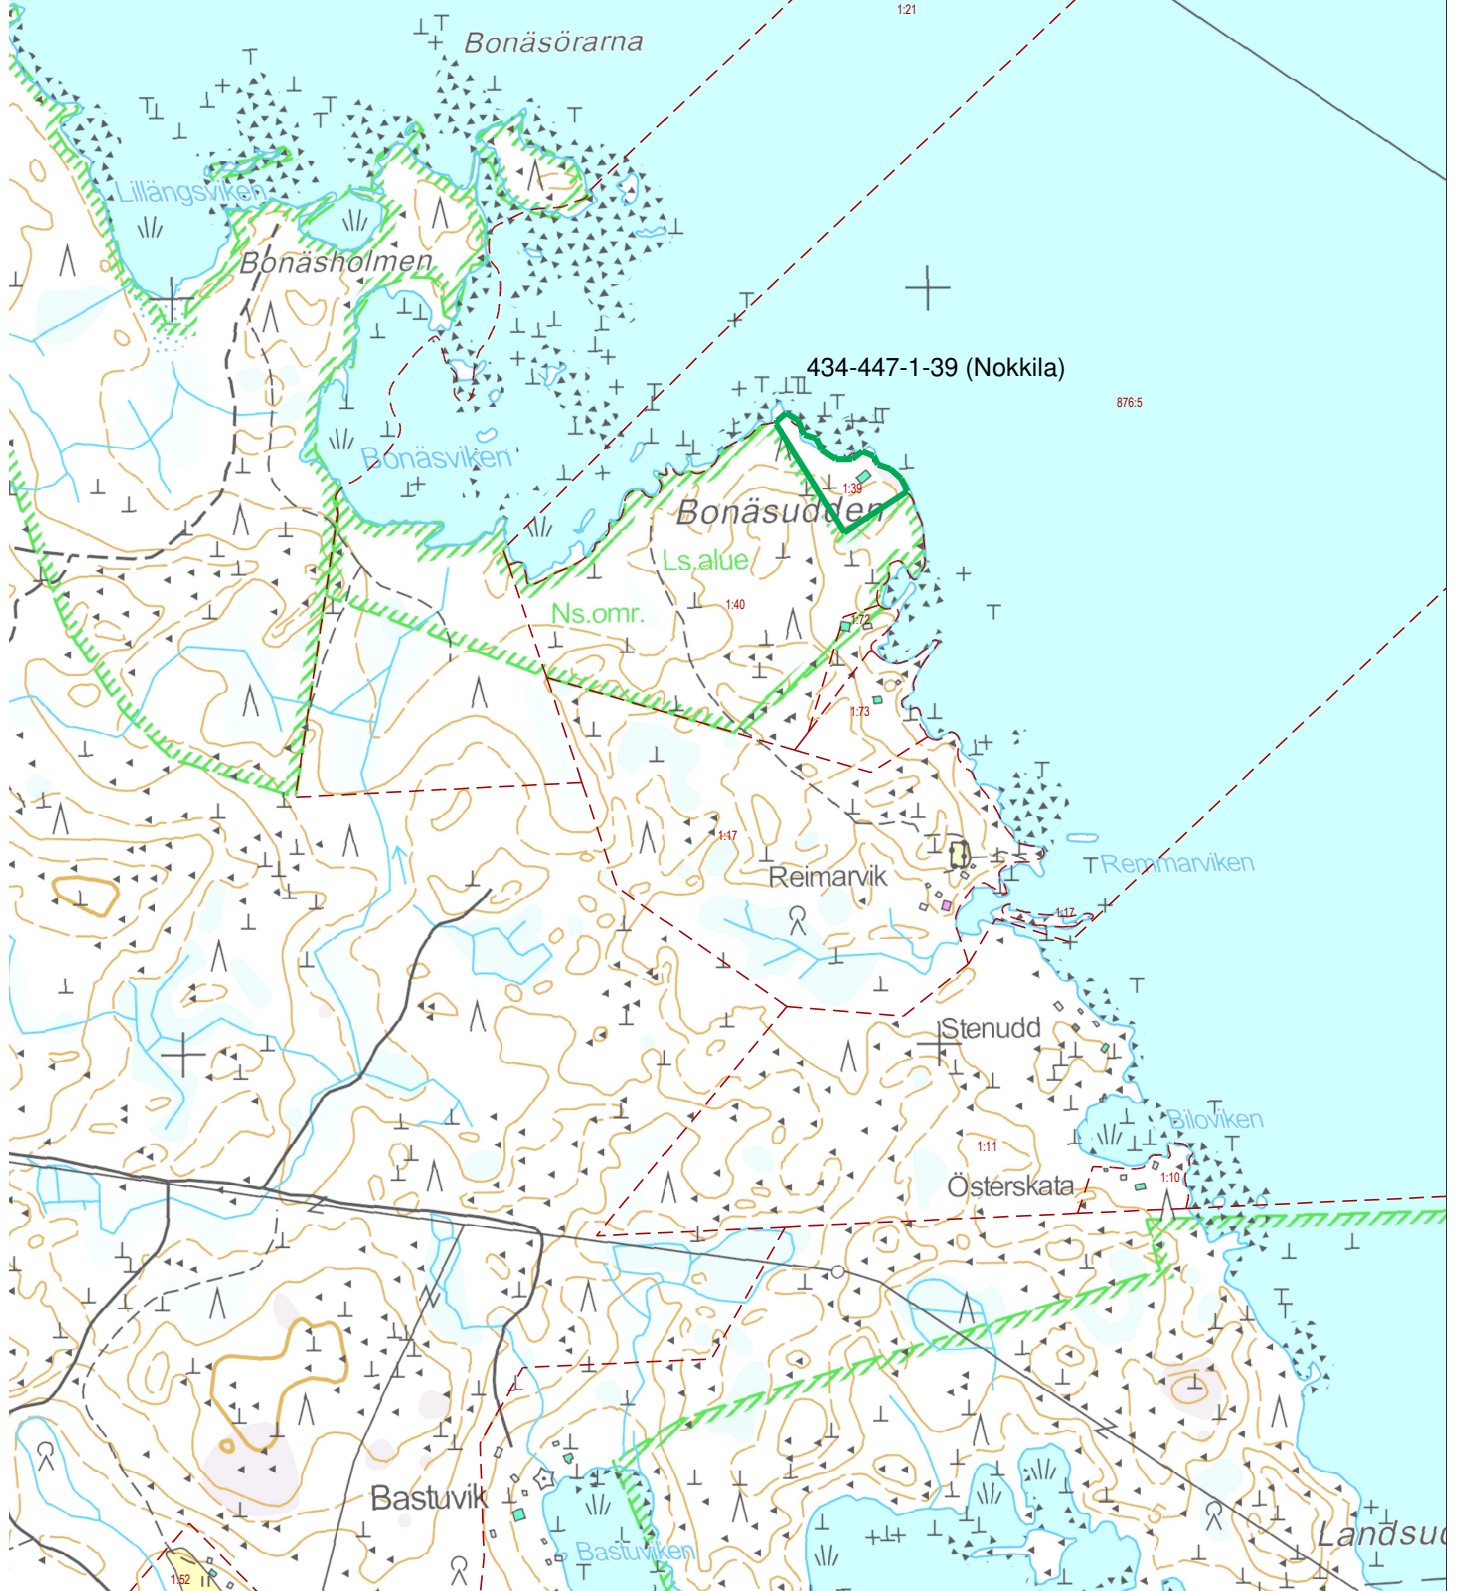 1:21
Bonäsörarna
Lillängsviken
Bonäsholmen
434-447-1-39 (Nokkila)
876:5
Bonäsviken
1:39
Bonäsudden
Ls.alue
1:40
Ns.omr.
1:72
1:73
1:17
Reimarvik
Remmarviken
1:17
Stenudd
Biloviken
1:11
Österskata
1:10
Bastuvik
5
Landsud
Bastuviken
1:52